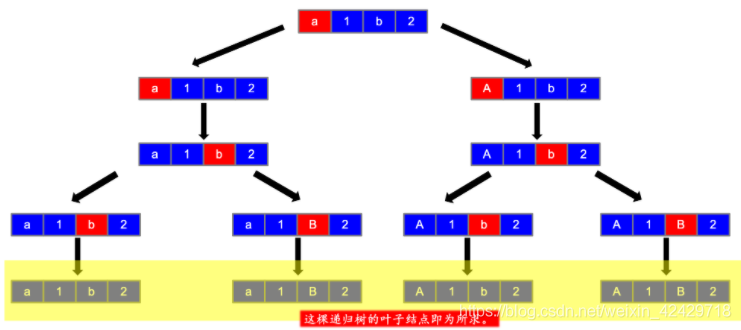 a 1 b 2
a 1 b 2 A 1 b 2
a 1 b 2 A 1 b 2
a 1 b 2 a 1 B 2 A 1 b 2 A 1 B 2
a 1 b 2 a 1 B 2 A 1 b 2 A 1 B 2
https://blog.csdn.net/weixin_42429718
这棵递归树的叶子结点即为所求。